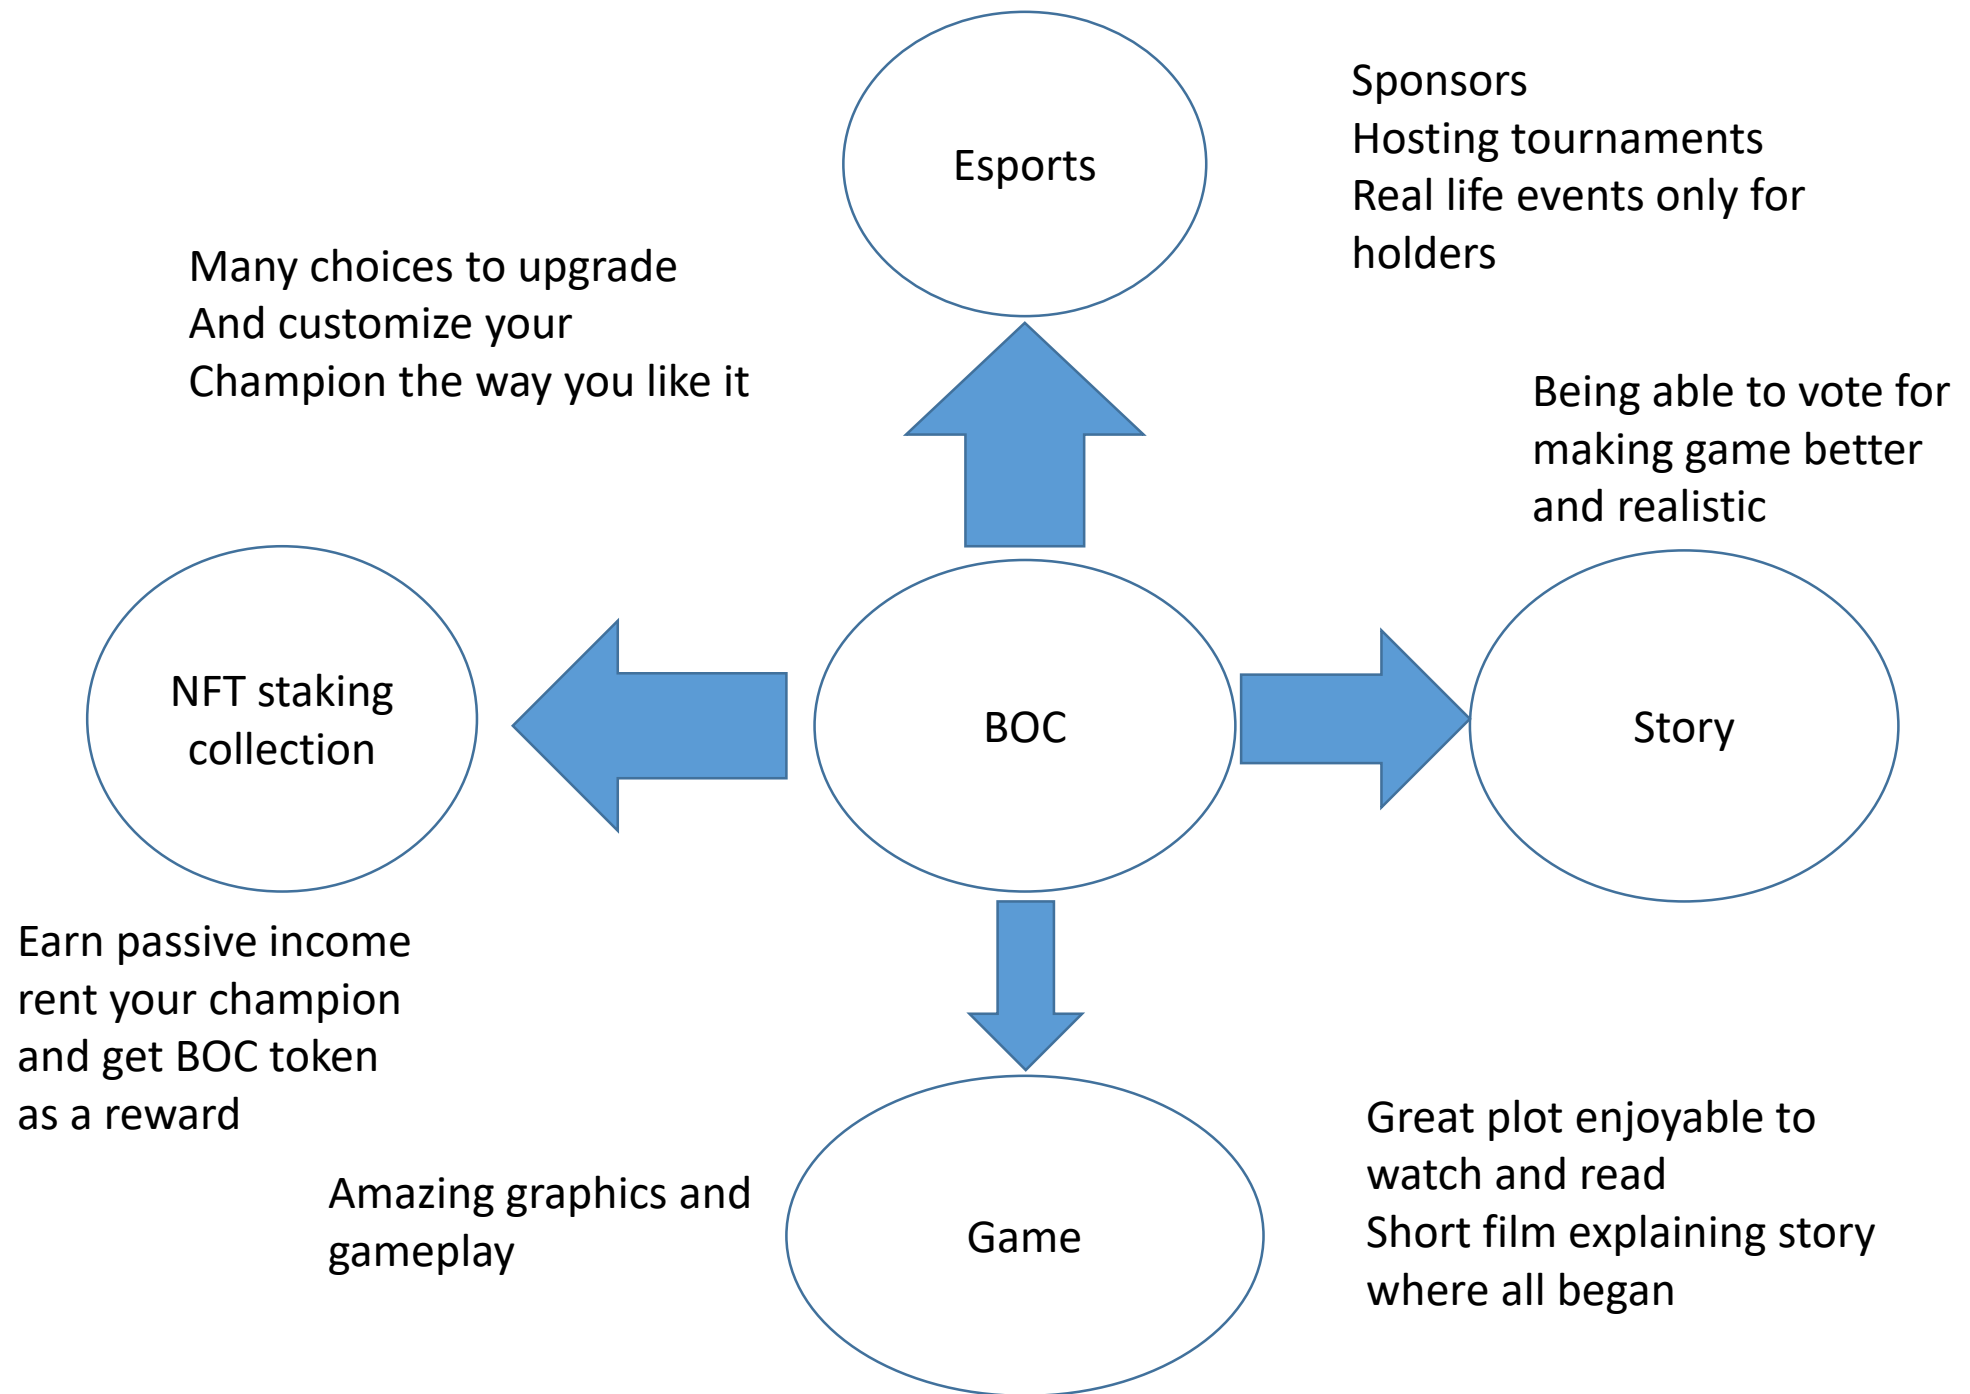 Esports
Sponsors
Hosting tournaments
Real life events only for
holders
Many choices to upgrade
And customize your
Champion the way you like it
Being able to vote for
making game better
and realistic
NFT staking
collection
BOC
Story
Earn passive income
rent your champion
and get BOC token
as a reward
Amazing graphics and
gameplay
Game
Great plot enjoyable to
watch and read
Short film explaining story
where all began